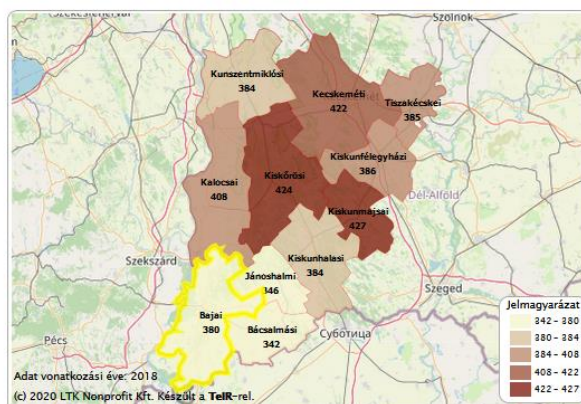 Székesfehérvár
Szolnok
Kunszentmiklósi
384
Kecskeméti
422
Tiszakécskei
385
Kiskunfélegyházi
386
Kiskőrösi
424
Kalocsai
408
Dél-Alföld
Kiskunmajsai
427
Kiskunhalasi
384
Szekszárd
Jánoshalmi
346
Szeged
Bajai
380
Bácsalmási
342
Суботица
Pécs
Jelmagyarázat
342 - 380
380 - 384
384 - 408
408 - 422
422 - 427
Adat vonatkozási éve: 2018
(c) 2020 LTK Nonprofit Kft. Készült a TeIR-rel.